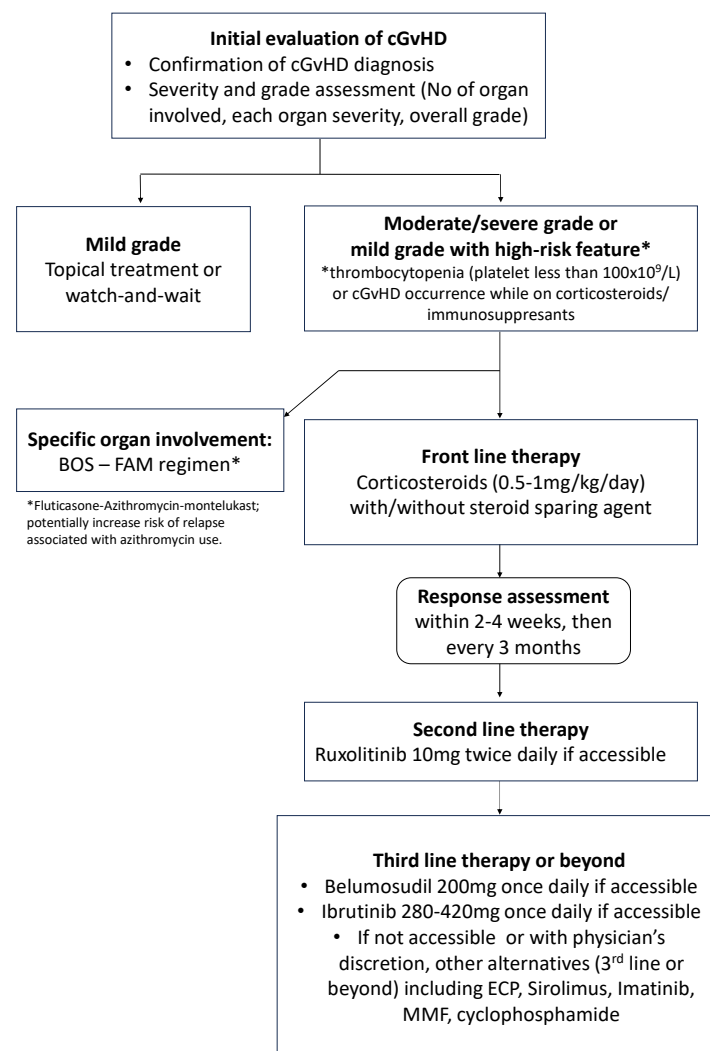 Initial evaluation of cGvHD
• Confirmation of cGvHD diagnosis
• Severity and grade assessment (No of organ
involved, each organ severity, overall grade)
Mild grade
Topical treatment or
watch-and-wait
Moderate/severe grade or
mild grade with high-risk feature*
*thrombocytopenia (platelet less than 100x10⁹/L)
or cGvHD occurrence while on corticosteroids/
immunosuppresants
Specific organ involvement:
BOS – FAM regimen*
*Fluticasone-Azithromycin-montelukast;
potentially increase risk of relapse
associated with azithromycin use.
Front line therapy
Corticosteroids (0.5-1mg/kg/day)
with/without steroid sparing agent
Response assessment
within 2-4 weeks, then
every 3 months
Second line therapy
Ruxolitinib 10mg twice daily if accessible
Third line therapy or beyond
• Belumosudil 200mg once daily if accessible
• Ibrutinib 280-420mg once daily if accessible
• If not accessible or with physician’s
discretion, other alternatives (3rd line or
beyond) including ECP, Sirolimus, Imatinib,
MMF, cyclophosphamide